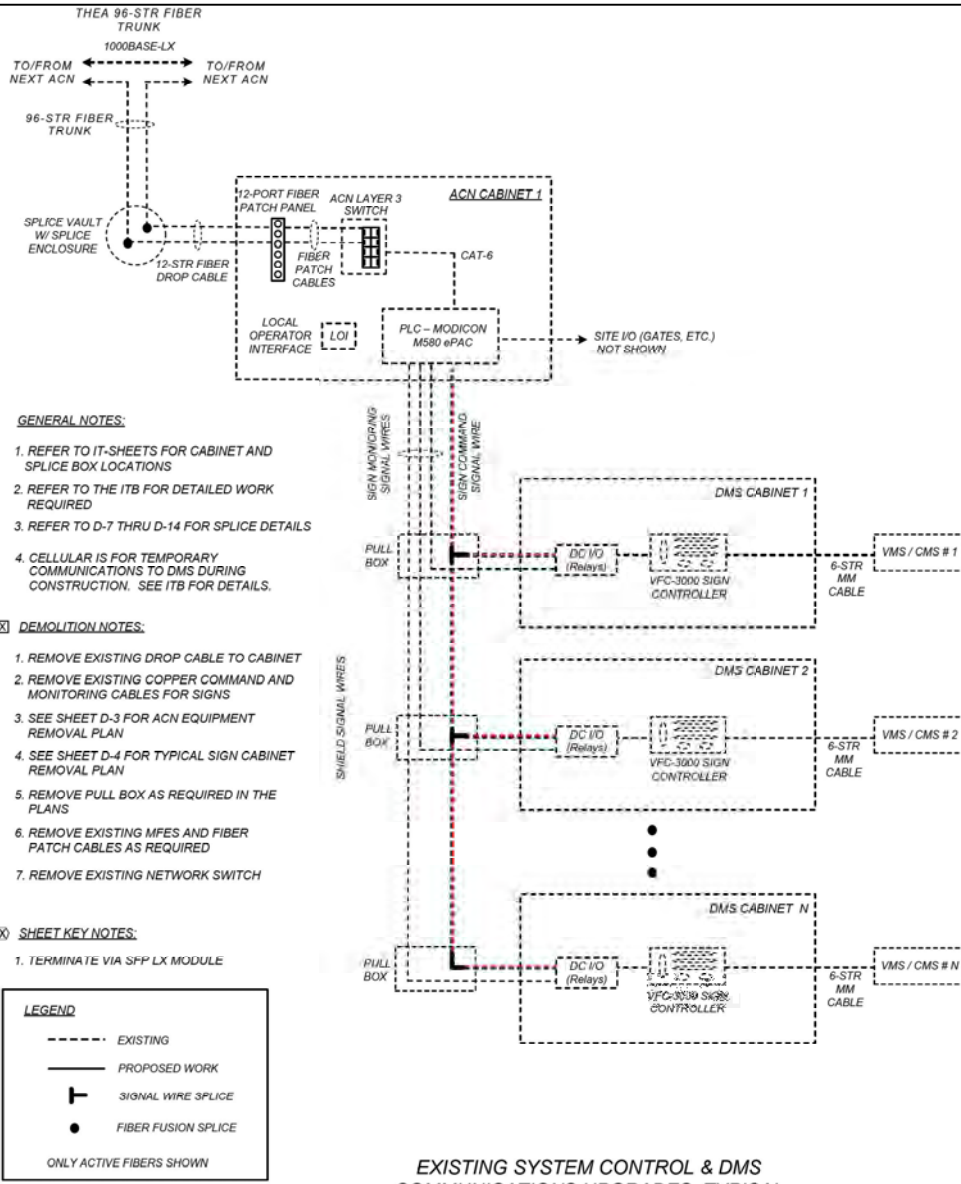 THEA 96-STR FIBER
TRUNK
1000BASE-LX
TO/FROM
NEXT ACN
TO/FROM
NEXT ACN
96-STR FIBER
TRUNK
SPLICE VAULT
W/ SPLICE
ENCLOSURE
12-STR FIBER
DROP CABLE
12-PORT FIBER
PATCH PANEL
ACN LAYER 3
SWITCH
ACN CABINET 1
FIBER
PATCH
CABLES
CAT-6
LOCAL
OPERATOR
INTERFACE
LOI
PLC – MODICON
M580 ePAC
SITE I/O (GATES, ETC.)
NOT SHOWN
SIGN MONITORING
SIGNAL WIRES
SIGN COMMAND
SIGNAL WIRE
GENERAL NOTES:
1. REFER TO IT-SHEETS FOR CABINET AND
SPLICE BOX LOCATIONS
2. REFER TO THE ITB FOR DETAILED WORK
REQUIRED
3. REFER TO D-7 THRU D-14 FOR SPLICE DETAILS
4. CELLULAR IS FOR TEMPORARY
COMMUNICATIONS TO DMS DURING
CONSTRUCTION. SEE ITB FOR DETAILS.
X DEMOLITION NOTES:
1. REMOVE EXISTING DROP CABLE TO CABINET
2. REMOVE EXISTING COPPER COMMAND AND
MONITORING CABLES FOR SIGNS
3. SEE SHEET D-3 FOR ACN EQUIPMENT
REMOVAL PLAN
4. SEE SHEET D-4 FOR TYPICAL SIGN CABINET
REMOVAL PLAN
5. REMOVE PULL BOX AS REQUIRED IN THE
PLANS
6. REMOVE EXISTING MFES AND FIBER
PATCH CABLES AS REQUIRED
7. REMOVE EXISTING NETWORK SWITCH
X SHEET KEY NOTES:
1. TERMINATE VIA SFP LX MODULE
LEGEND
EXISTING
PROPOSED WORK
SIGNAL WIRE SPLICE
FIBER FUSION SPLICE
ONLY ACTIVE FIBERS SHOWN
SHIELD SIGNAL WIRES
PULL
BOX
DMS CABINET 1
DC I/O
(Relays)
VFC-3000 SIGN
CONTROLLER
6-STR
MM
CABLE
VMS / CMS # 1
PULL
BOX
DMS CABINET 2
DC I/O
(Relays)
VFC-3000 SIGN
CONTROLLER
6-STR
MM
CABLE
VMS / CMS # 2
PULL
BOX
DMS CABINET N
DC I/O
(Relays)
VFC-3000 SIGN
CONTROLLER
6-STR
MM
CABLE
VMS / CMS # N
EXISTING SYSTEM CONTROL & DMS
COMMUNICATIONS UPGRADES, TYPICAL